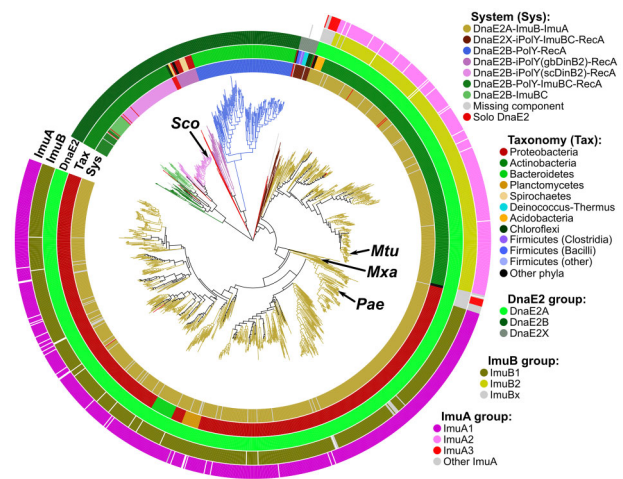 System (Sys):
DnaE2A-ImuB-ImuA
DnaE2X-iPolY-ImuBC-RecA
DnaE2B-PolY-RecA
DnaE2B-iPolY(gbDinB2)-RecA
DnaE2B-iPolY(scDinB2)-RecA
DnaE2B-PolY-ImuBC-RecA
DnaE2B-ImuBC
Missing component
Solo DnaE2
Taxonomy (Tax):
Proteobacteria
Actinobacteria
Bacteroidetes
Planctomycetes
Spirochaetes
Deinococcus-Thermus
Acidobacteria
Chloroflexi
Firmicutes (Clostridia)
Firmicutes (Bacilli)
Firmicutes (other)
Other phyla
DnaE2 group:
DnaE2A
DnaE2B
DnaE2X
ImuB group:
ImuB1
ImuB2
ImuBx
ImuA group:
ImuA1
ImuA2
ImuA3
Other ImuA
ImuA
ImuB
DnaE2
Tax
Sys
Sco
Mtu
Mxa
Pae